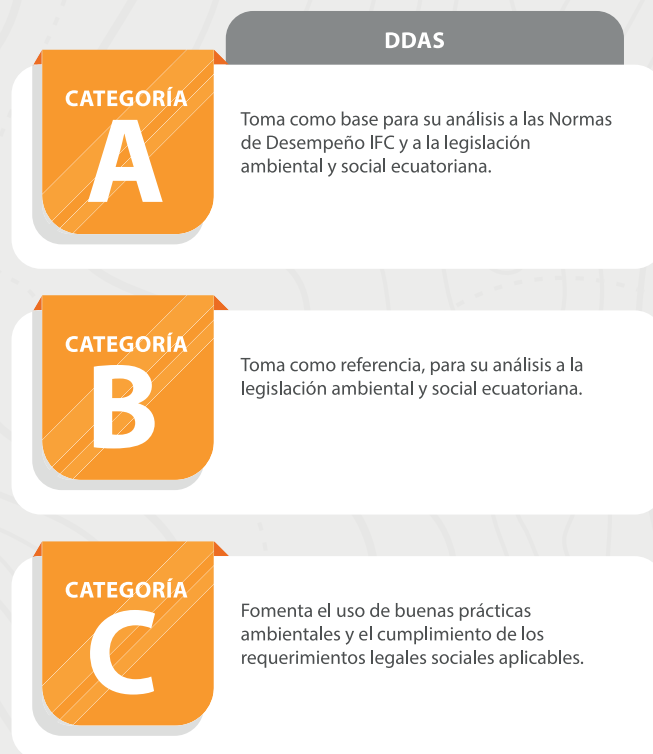 DDAS
CATEGORÍA
A
Toma como base para su análisis a las Normas
de Desempeño IFC y a la legislación
ambiental y social ecuatoriana.
CATEGORÍA
B
Toma como referencia, para su análisis a la
legislación ambiental y social ecuatoriana.
CATEGORÍA
C
Fomenta el uso de buenas prácticas
ambientales y el cumplimiento de los
requerimientos legales sociales aplicables.